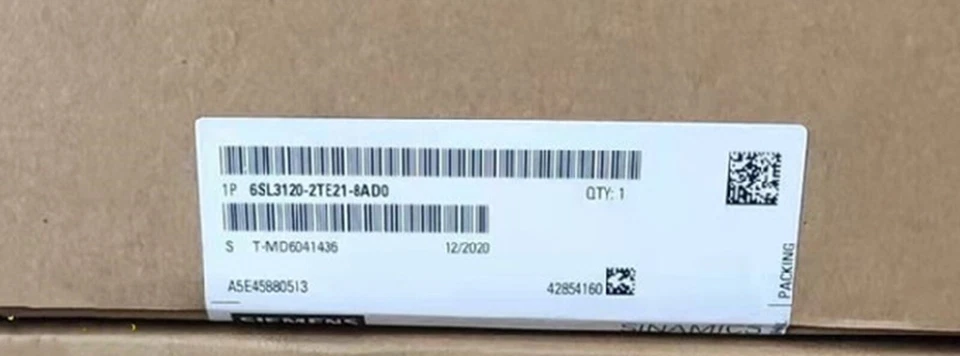 1P 6SL3120-2TE21-8AD0 QTY: 1
S T-MD6041436 12/2020
A5E45880513 42854160
PACKING
SIEMENS SINAMICS